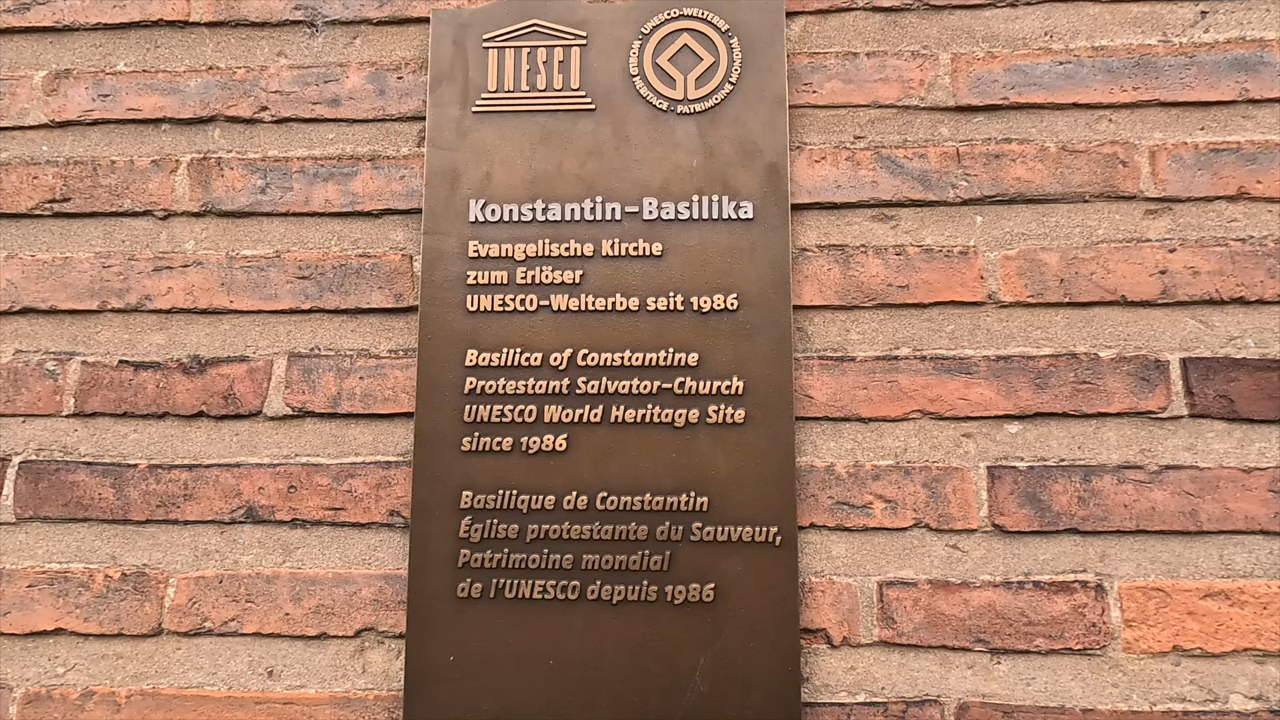 UNESCO
UNESCO-WELTERBE · WORLD HERITAGE · PATRIMOINE MONDIAL ·
Konstantin-Basilika
Evangelische Kirche
zum Erlöser
UNESCO-Welterbe seit 1986
Basilica of Constantine
Protestant Salvator-Church
UNESCO World Heritage Site
since 1986
Basilique de Constantin
Église protestante du Sauveur,
Patrimoine mondial
de l'UNESCO depuis 1986